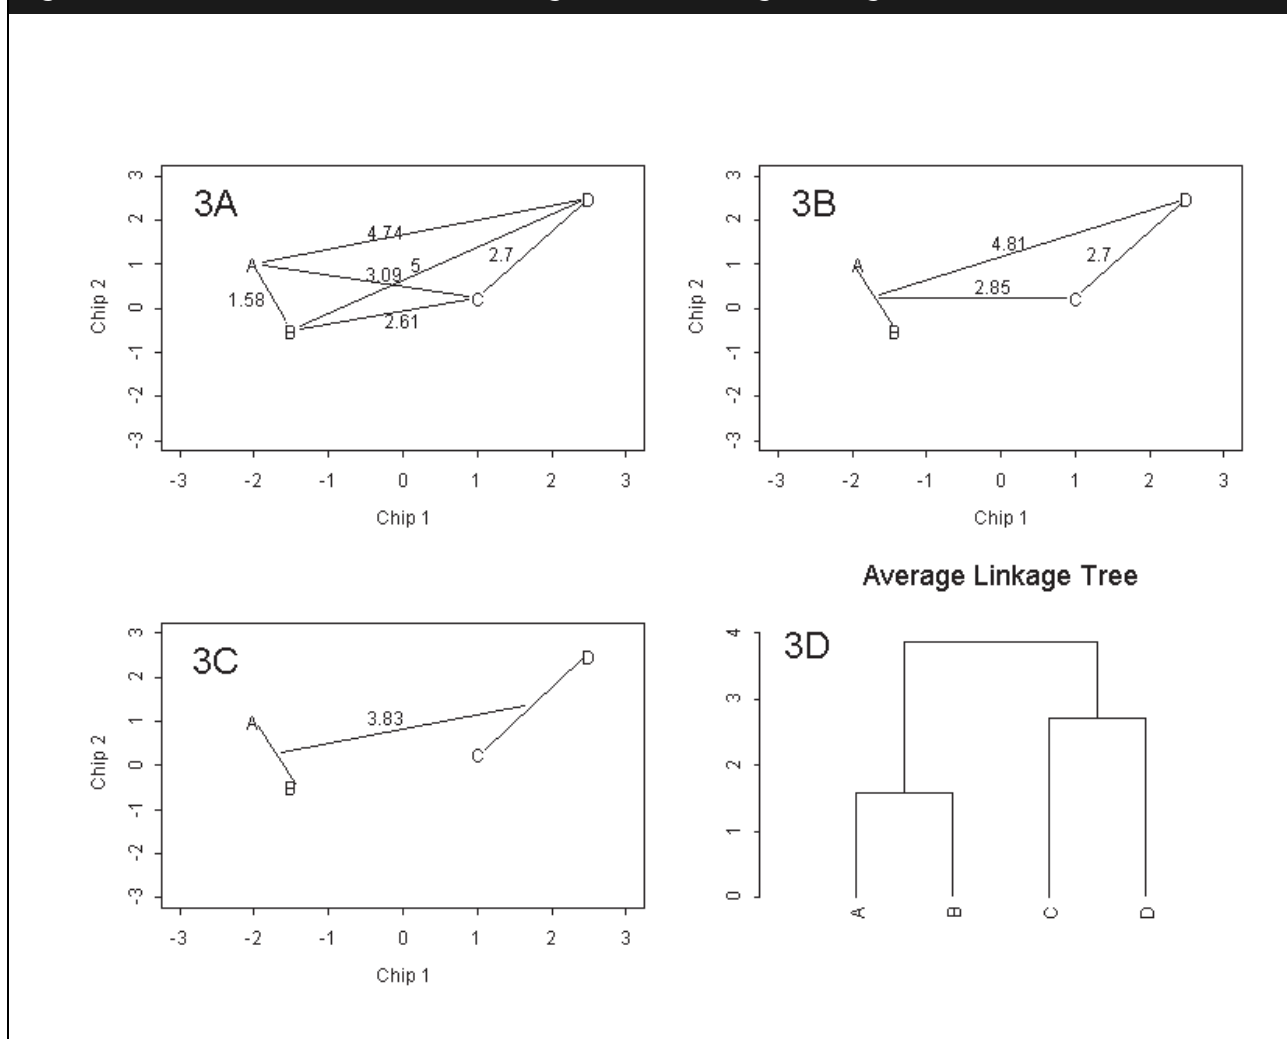 3A
3
2
1
0
-1
-2
-3
Chip 2
A
B
C
D
4.74
5
3.09
2.7
1.58
2.61
-3 -2 -1 0 1 2 3
Chip 1
3B
3
2
1
0
-1
-2
-3
Chip 2
A
B
C
D
4.81
2.7
2.85
-3 -2 -1 0 1 2 3
Chip 1
3C
3
2
1
0
-1
-2
-3
Chip 2
A
B
C
D
3.83
-3 -2 -1 0 1 2 3
Chip 1
Average Linkage Tree
3D
4
3
2
1
0
A B C D